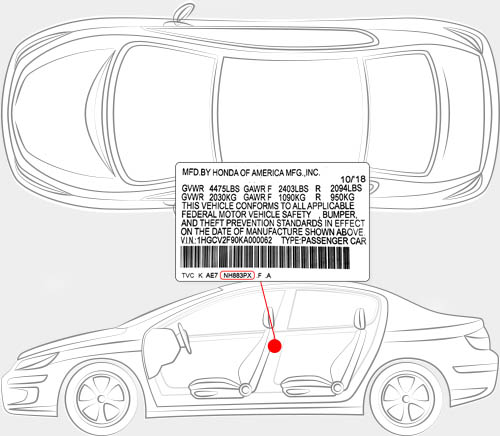 MFD.BY HONDA OF AMERICA MFG.,INC.
10/'18
GVWR 4475LBS GAWR F 2403LBS R 2094LBS
GVWR 2030KG GAWR F 1090KG R 950KG
THIS VEHICLE CONFORMS TO ALL APPLICABLE
FEDERAL MOTOR VEHICLE SAFETY , BUMPER,
AND THEFT PREVENTION STANDARDS IN EFFECT
ON THE DATE OF MANUFACTURE SHOWN ABOVE.
V.I.N.:1HGCV2F90KA000062 TYPE:PASSENGER CAR
TVC K AE7 NH883PX .F .A